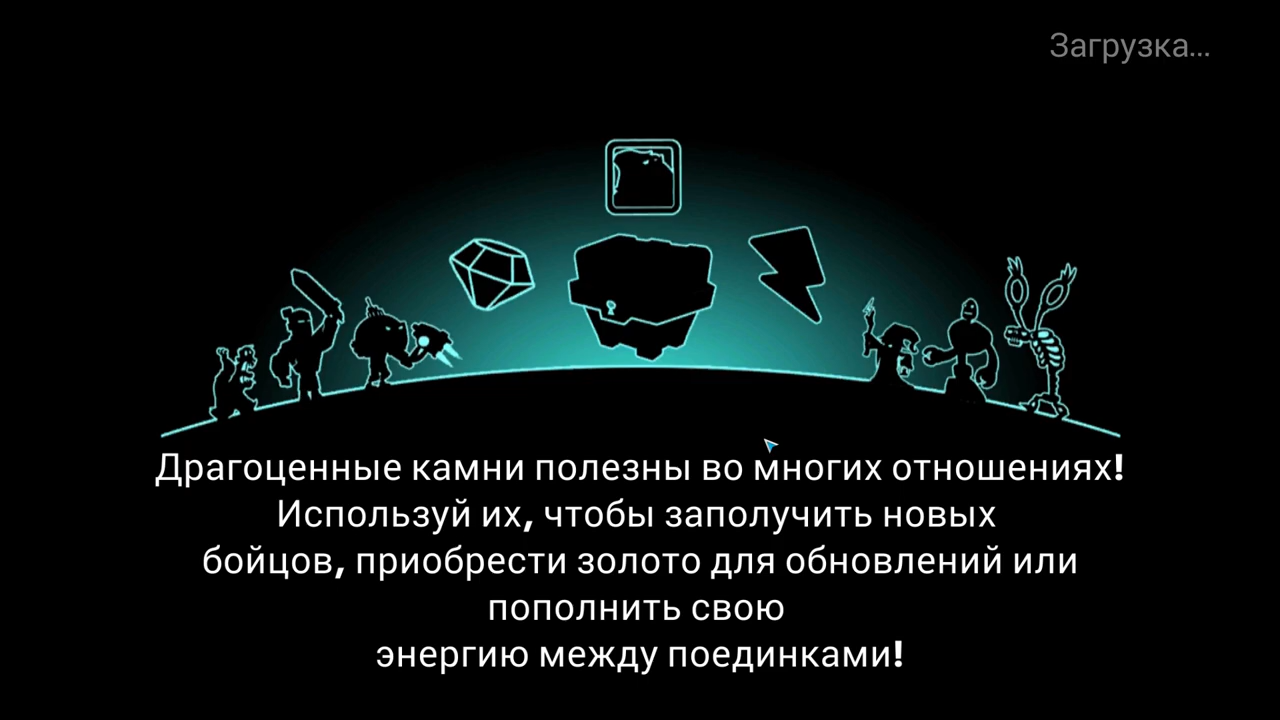 Загрузка...
Драгоценные камни полезны во многих отношениях!
Используй их, чтобы заполучить новых
бойцов, приобрести золото для обновлений или
пополнить свою
энергию между поединками!